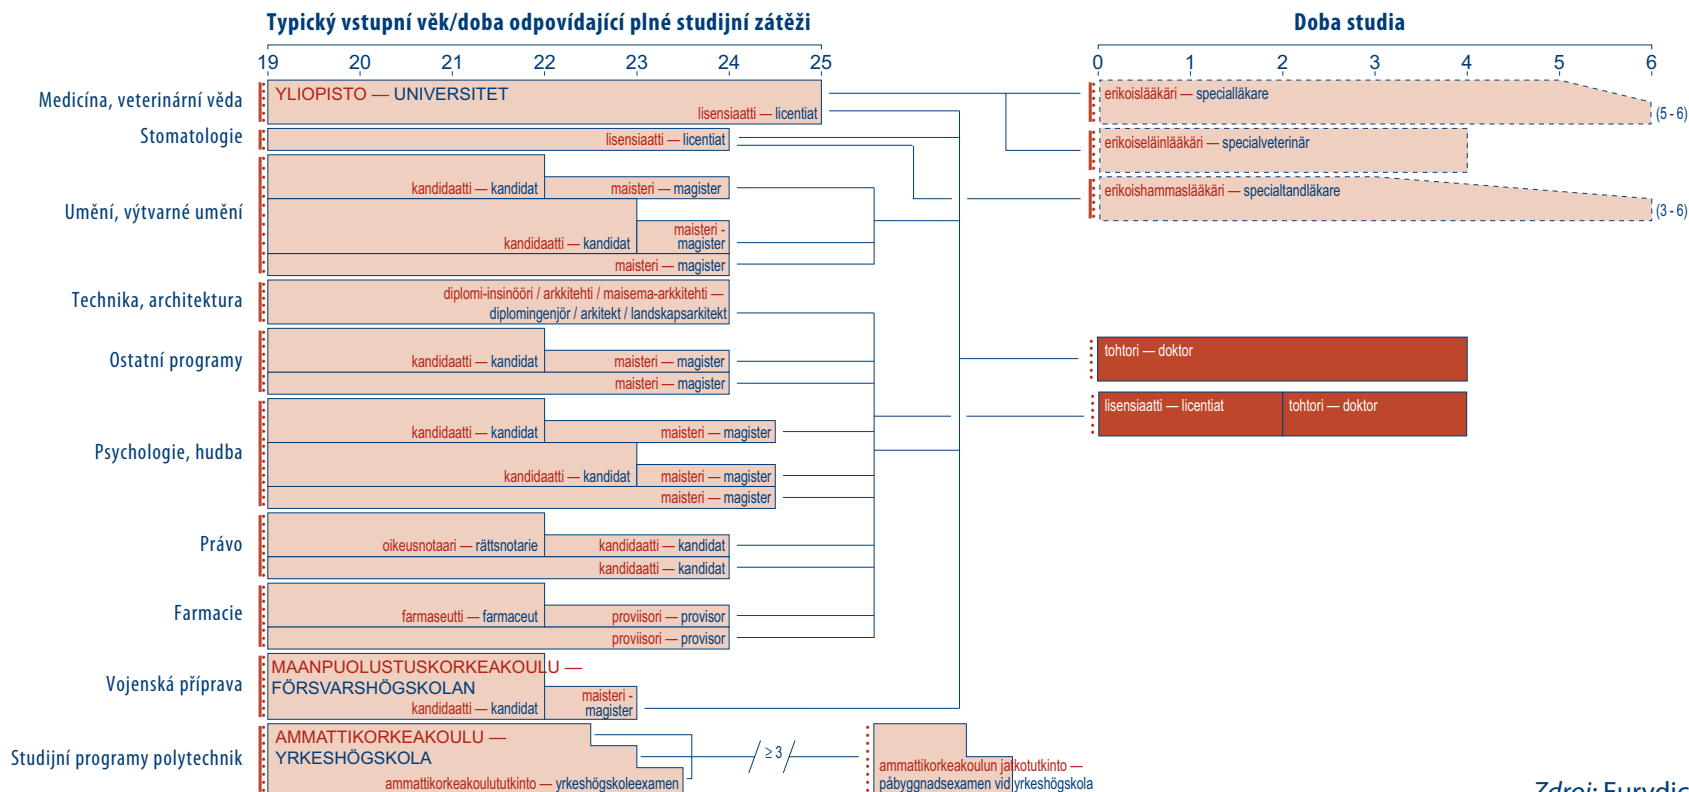 Typický vstupní věk/doba odpovídající plné studijní zátěži
Doba studia
19 20 21 22 23 24 25
0 1 2 3 4 5 6
Medicína, veterinární věda
YLIOPISTO — UNIVERSITET
lisensiaatti — licentiat
erikoislääkäri — specialläkare
(5 - 6)
Stomatologie
lisensiaatti — licentiat
erikoiseläinlääkäri — specialveterinär
kandidaatti — kandidat
maisteri — magister
erikoishammaslääkäri — specialtandläkare
(3 - 6)
Umění, výtvarné umění
kandidaatti — kandidat
maisteri -
magister
maisteri — magister
Technika, architektura
diplomi-insinööri / arkkitehti / maisema-arkkitehti —
diplomingenjör / arkitekt / landskapsarkitekt
Ostatní programy
kandidaatti — kandidat
maisteri — magister
maisteri — magister
tohtori — doktor
lisensiaatti — licentiat
tohtori — doktor
Psychologie, hudba
kandidaatti — kandidat
maisteri — magister
kandidaatti — kandidat
maisteri — magister
maisteri — magister
Právo
oikeusnotaari — rättsnotarie
kandidaatti — kandidat
kandidaatti — kandidat
Farmacie
farmaseutti — farmaceut
proviisori — provisor
proviisori — provisor
Vojenská příprava
MAANPUOLUSTUSKORKEAKOULU —
FÖRSVARSHÖGSKOLAN
kandidaatti — kandidat
maisteri -
magister
Studijní programy polytechnik
AMMATTIKORKEAKOULU —
YRKESHÖGSKOLA
ammattikorkeakoulututkinto — yrkeshögskoleexamen
≥ 3
ammattikorkeakoulun jatkotutkinto —
påbyggnadsexamen vid yrkeshögskola
Zdroj: Eurydic